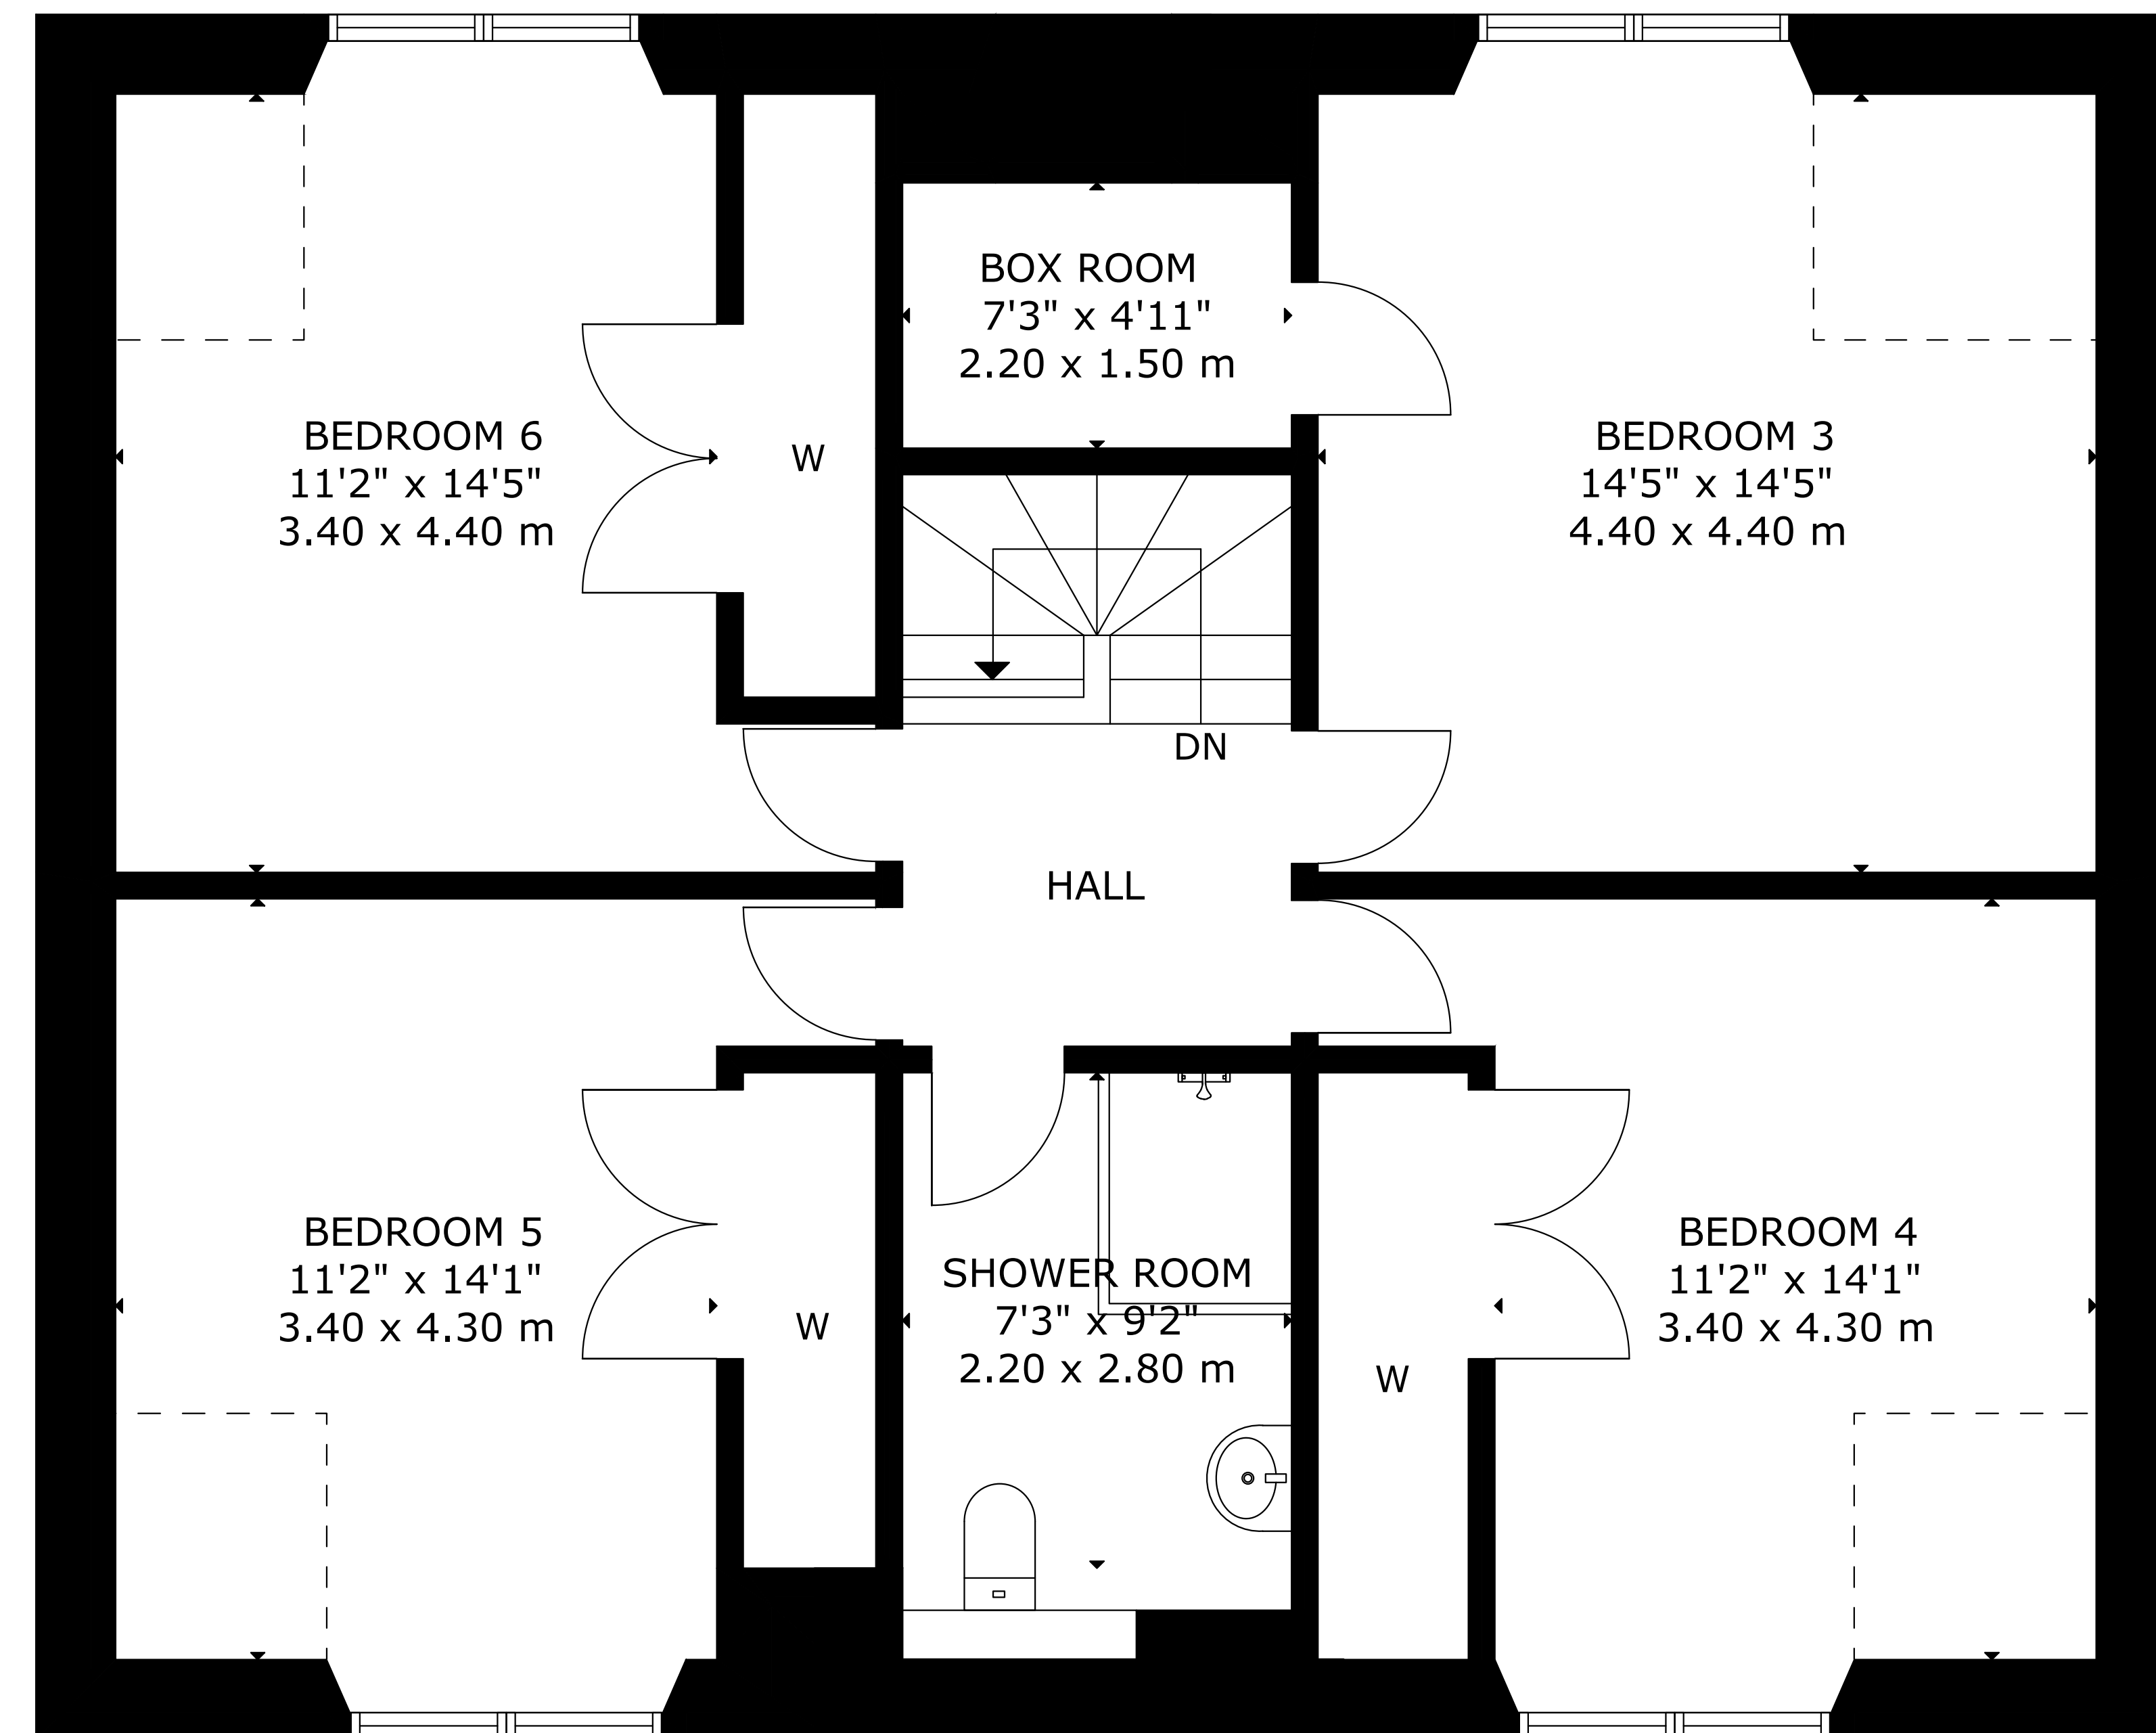 BOX ROOM
7'3" x 4'11"
2.20 x 1.50 m
BEDROOM 6
11'2" x 14'5"
3.40 x 4.40 m
W
BEDROOM 3
14'5" x 14'5"
4.40 x 4.40 m
DN
HALL
BEDROOM 5
11'2" x 14'1"
3.40 x 4.30 m
W
SHOWER ROOM
7'3" x 9'2"
2.20 x 2.80 m
W
BEDROOM 4
11'2" x 14'1"
3.40 x 4.30 m